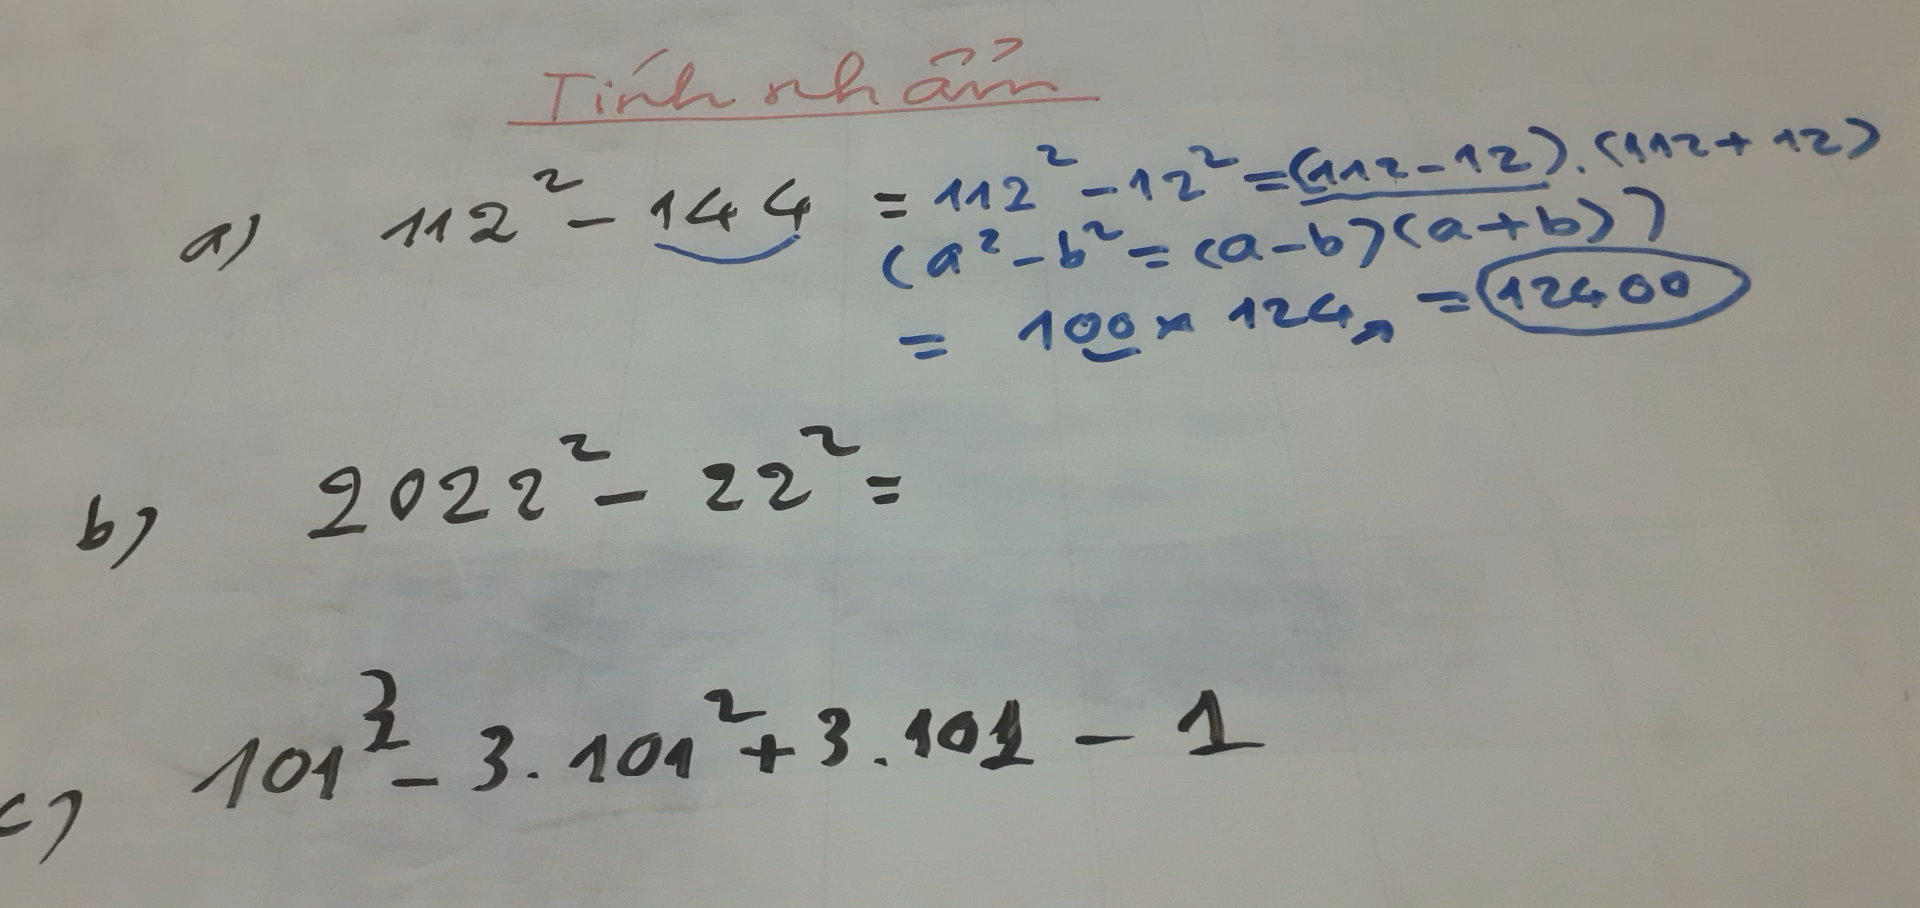 Tính nhẩm
a) 112² - 144 = 112² - 12² = (112 - 12). (112 + 12)
(a² - b² = (a-b)(a+b))
= 100 x 124 = 12400
b) 2022² - 22² =
c) 101³ - 3. 101² + 3. 101 - 1